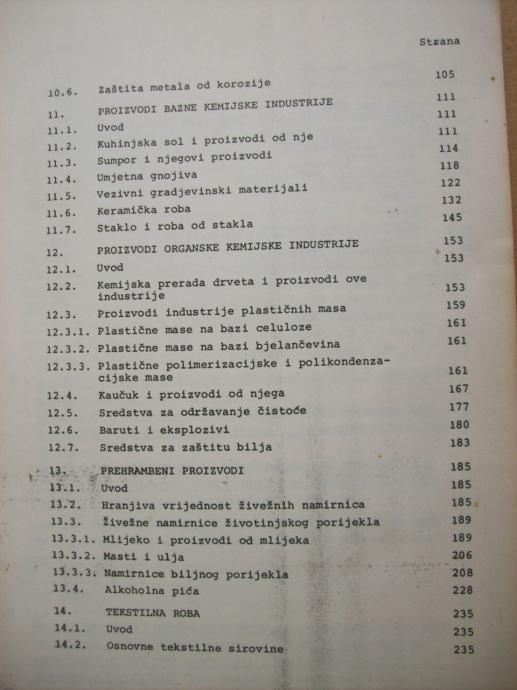 Strana
10.6. Zaštita metala od korozije 105
11. PROIZVODI BAZNE KEMIJSKE INDUSTRIJE 111
11.1. Uvod 111
11.2. Kuhinjska sol i proizvodi od nje 111
11.3. Sumpor i njegovi proizvodi 114
11.4. Umjetna gnojiva 118
11.5. Vezivni gradjevinski materijali 122
11.6. Keramička roba 132
11.7. Staklo i roba od stakla 145
12. PROIZVODI ORGANSKE KEMIJSKE INDUSTRIJE 153
12.1. Uvod 153
12.2. Kemijska prerada drveta i proizvodi ove
industrije 153
12.3. Proizvodi industrije plastičnih masa 159
12.3.1. Plastične mase na bazi celuloze 161
12.3.2. Plastične mase na bazi bjelančevina 161
12.3.3. Plastične polimerizacijske i polikondenza-
cijske mase 161
12.4. Kaučuk i proizvodi od njega 167
12.5. Sredstva za održavanje čistoće 177
12.6. Baruti i eksplozivi 180
12.7. Sredstva za zaštitu bilja 183
13. PREHRAMBENI PROIZVODI 185
13.1. Uvod 185
13.2. Hranjiva vrijednost živežnih namirnica 185
13.3. Živežne namirnice životinjskog porijekla 189
13.3.1. Mlijeko i proizvodi od mlijeka 189
13.3.2. Masti i ulja 206
13.3.3. Namirnice biljnog porijekla 208
13.4. Alkoholna pića 228
14. TEKSTILNA ROBA 235
14.1. Uvod 235
14.2. Osnovne tekstilne sirovine 235